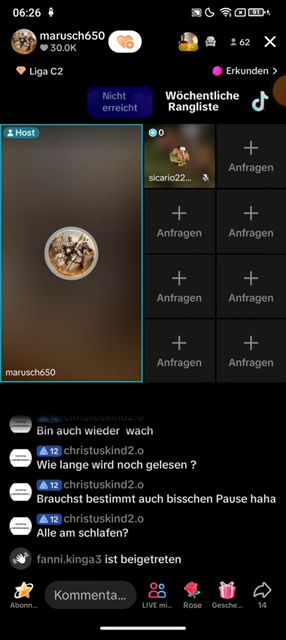 06:26
91
marusch650
30.0K
62
Liga C2
Erkunden
Nicht
erreicht
Wöchentliche
Rangliste
Host
0
sicario22...
Anfragen
Anfragen
Anfragen
Anfragen
Anfragen
Anfragen
Anfragen
marusch650
12 christuskind2.o
Bin auch wieder wach
12 christuskind2.o
Wie lange wird noch gelesen ?
12 christuskind2.o
Brauchst bestimmt auch bisschen Pause haha
12 christuskind2.o
Alle am schlafen?
fanni.kinga3 ist beigetreten
Kommenta...
Abonn...
LIVE mi...
Rose
Gesche...
14